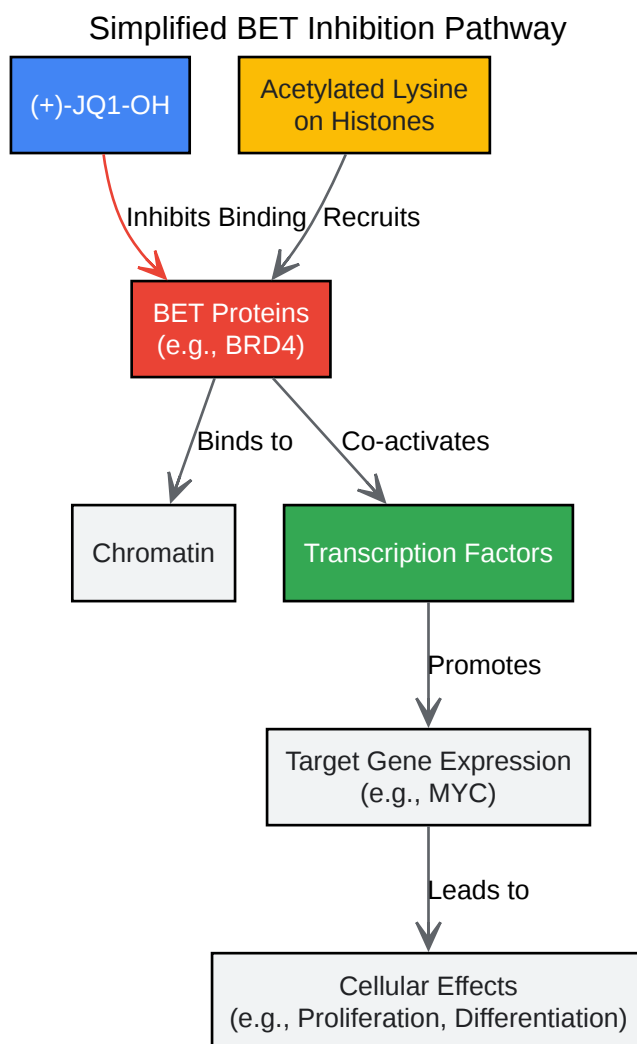 Simplified BET Inhibition Pathway
(+)-JQ1-OH
Acetylated Lysine
on Histones
Inhibits Binding
Recruits
BET Proteins
(e.g., BRD4)
Binds to
Co-activates
Chromatin
Transcription Factors
Promotes
Target Gene Expression
(e.g., MYC)
Leads to
Cellular Effects
(e.g., Proliferation, Differentiation)